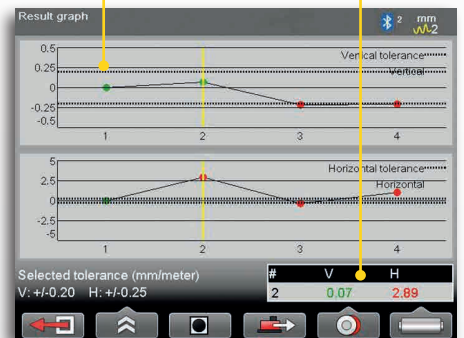 Result graph
2 mm
2
0.5
Vertical tolerance
0.25
Vertical
0
-0.25
-0.5
1 2 3 4
5
Horizontal tolerance
2.5
Horizontal
0
-2.5
-5
1 2 3 4
Selected tolerance (mm/meter)
V: +/-0.20 H: +/-0.25
# V H
2 0.07 2.89